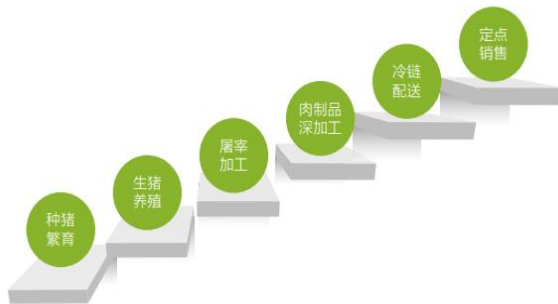 种猪
繁育
生猪
养殖
屠宰
加工
肉制品
深加工
冷链
配送
定点
销售